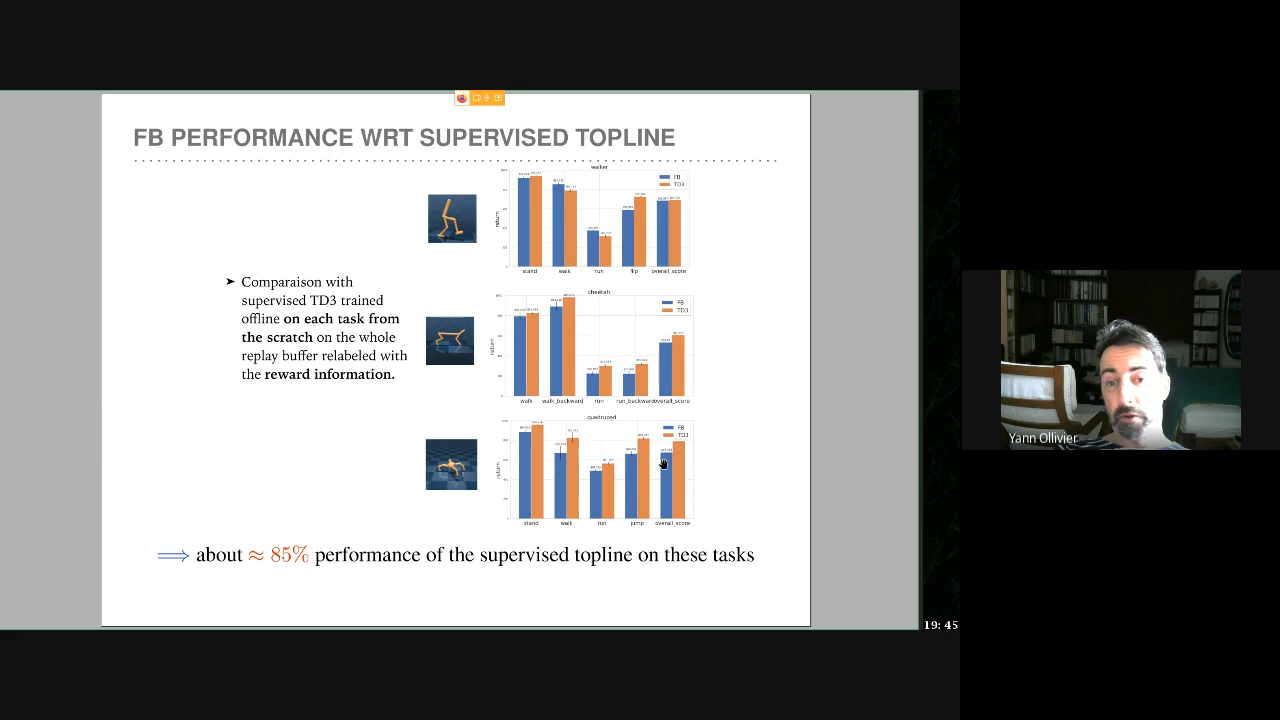 FB PERFORMANCE WRT SUPERVISED TOPLINE
walker
FB
TD3
return
stand walk run flip overall_score
➤ Comparaison with
supervised TD3 trained
offline on each task from
the scratch on the whole
replay buffer relabeled with
the reward information.
cheetah
FB
TD3
return
walk walk_backward run run_backward overall_score
quadruped
FB
TD3
return
stand walk run jump overall_score
⟹ about ≈ 85% performance of the supervised topline on these tasks
Yann Ollivier
19:45